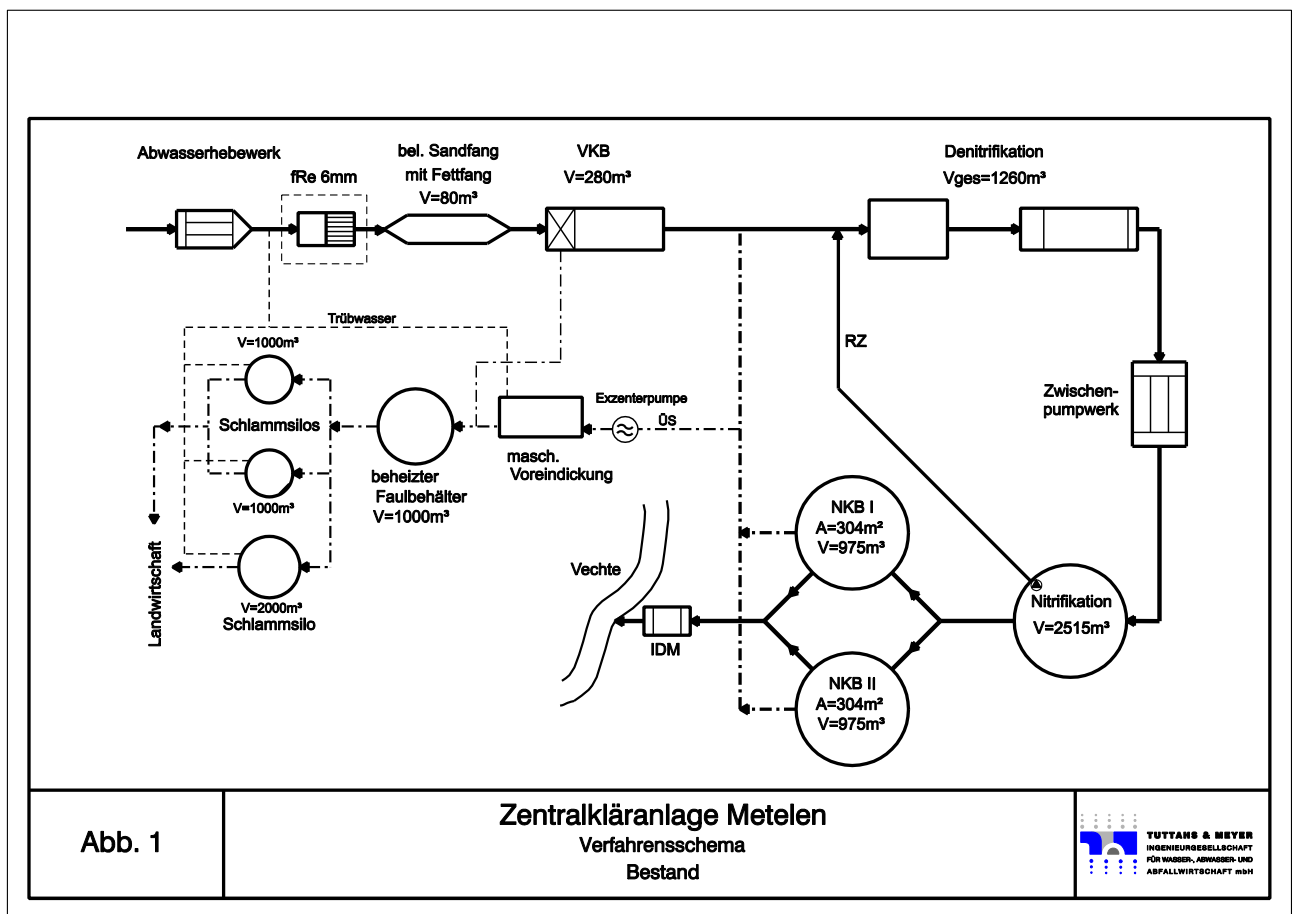 Abwasserhebewerk
fRe 6mm
bel. Sandfang
mit Fettfang
V=80m³
VKB
V=280m³
Denitrifikation
Vges=1260m³
Trübwasser
V=1000m³
Schlammsilos
V=1000m³
V=2000m³
Schlammsilo
Landwirtschaft
beheizter
Faulbehälter
V=1000m³
masch.
Voreindickung
Exzenterpumpe
ÜS
RZ
Zwischen-
pumpwerk
NKB I
A=304m²
V=975m³
Vechte
IDM
NKB II
A=304m²
V=975m³
Nitrifikation
V=2515m³
Abb. 1
Zentralkläranlage Metelen
Verfahrensschema
Bestand
TUTTAHS & MEYER
INGENIEURGESELLSCHAFT
FÜR WASSER-, ABWASSER- UND
ABFALLWIRTSCHAFT mbH